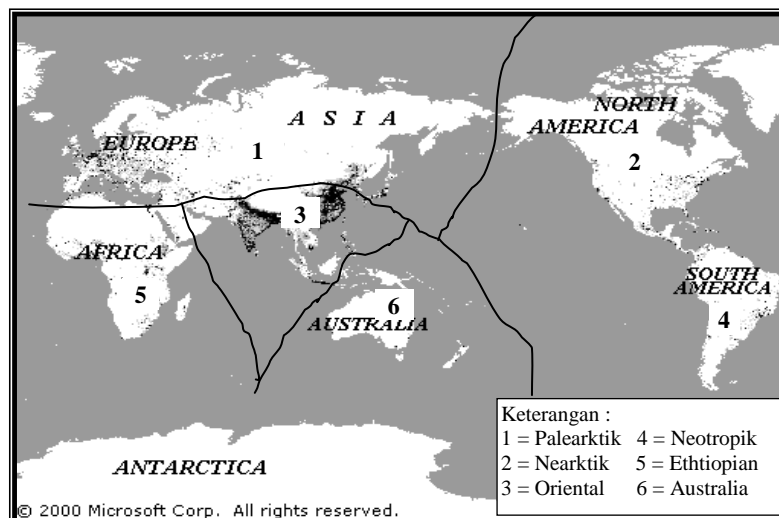 NORTH
A S I A
AMERICA
EUROPE
1
2
3
AFRICA
SOUTH
AMERICA
5
6
AUSTRALIA
4
Keterangan :
1 = Palearktik 4 = Neotropik
2 = Nearktik 5 = Ethtiopian
3 = Oriental 6 = Australia
ANTARCTICA
© 2000 Microsoft Corp. All rights reserved.